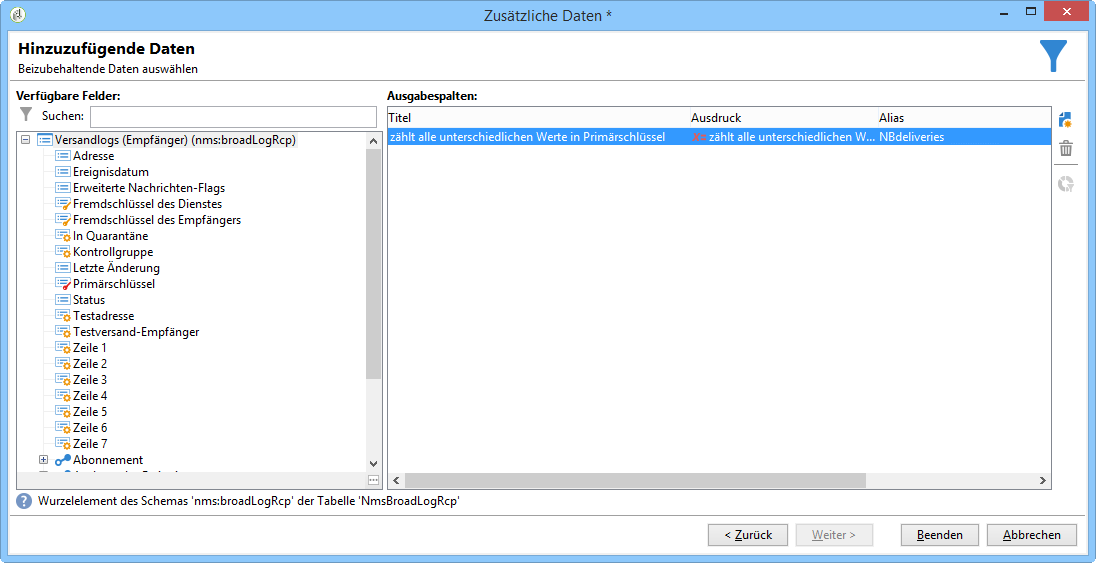 Zusätzliche Daten *
Hinzuzufügende Daten
Beizubehaltende Daten auswählen
Verfügbare Felder:
Suchen:
Versandlogs (Empfänger) (nms:broadLogRcp)
Adresse
Ereignisdatum
Erweiterte Nachrichten-Flags
Fremdschlüssel des Dienstes
Fremdschlüssel des Empfängers
In Quarantäne
Kontrollgruppe
Letzte Änderung
Primärschlüssel
Status
Testadresse
Testversand-Empfänger
Zeile 1
Zeile 2
Zeile 3
Zeile 4
Zeile 5
Zeile 6
Zeile 7
Abonnement
Ausgabespalten:
Titel Ausdruck Alias
zählt alle unterschiedlichen Werte in Primärschlüssel zählt alle unterschiedlichen W... NBdeliveries
Wurzelelement des Schemas 'nms:broadLogRcp' der Tabelle 'NmsBroadLogRcp'
< Zurück Weiter > Beenden Abbrechen